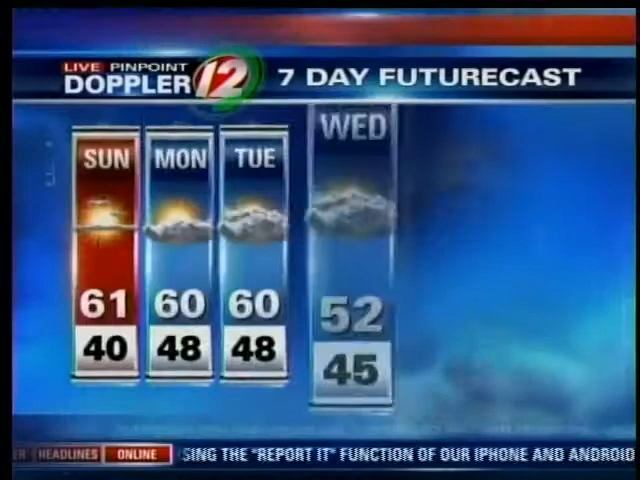 LIVE PINPOINT
DOPPLER 12 7 DAY FUTURECAST
SUN MON TUE WED
61 60 60 52
40 48 48 45
HEADLINES ONLINE SING THE "REPORT IT" FUNCTION OF OUR IPHONE AND ANDROID